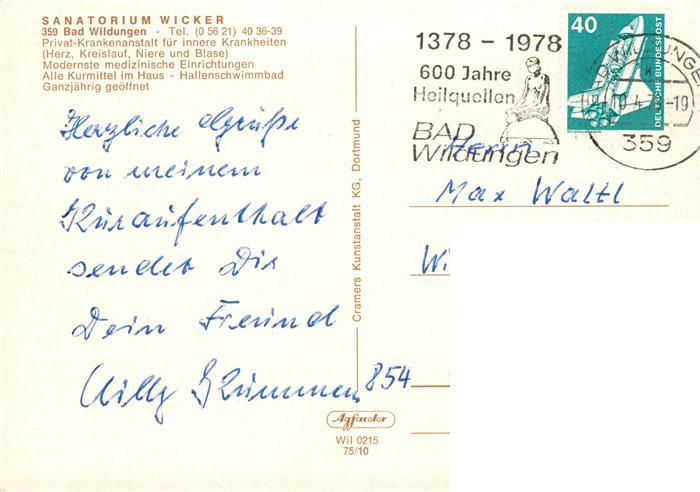 SANATORIUM WICKER
359 Bad Wildungen - Tel. (0 56 21) 40 36-39
Privat-Krankenanstalt für innere Krankheiten
(Herz, Kreislauf, Niere und Blase)
Modernste medizinische Einrichtungen
Alle Kurmittel im Haus - Hallenschwimmbad
Ganzjährig geöffnet
Herzliche Grüße
von meinem
Kuraufenthalt
sendet Dir
Dein Freund
Willy
Cramers Kunstanstalt KG, Dortmund
Agfacolor
Wil 0215
75/10
1378 - 1978
600 Jahre
Heilquellen
BAD
Wildungen
40
DEUTSCHE BUNDESPOST
359
Herrn
Max Waltl
Wi
854